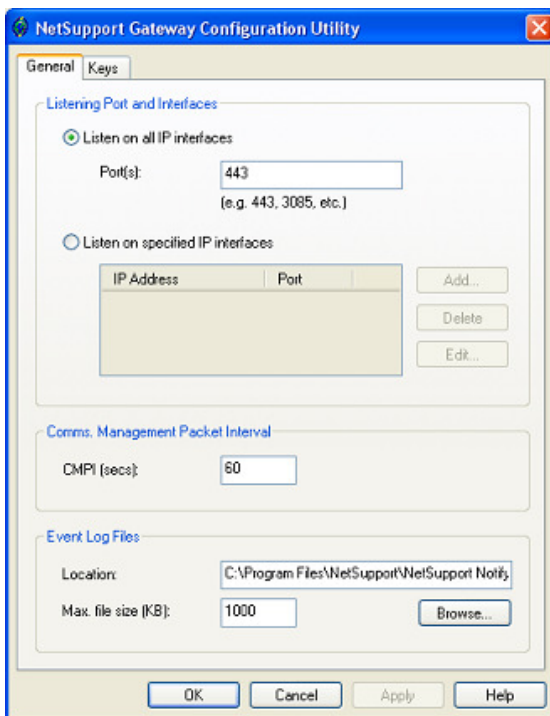 NetSupport Gateway Configuration Utility
General Keys
Listening Port and Interfaces
Listen on all IP interfaces
Port(s): 443
(e.g. 443, 3085, etc.)
Listen on specified IP interfaces
IP Address Port
Add...
Delete
Edit...
Comms. Management Packet Interval
CMPI (secs): 60
Event Log Files
Location: C:\Program Files\NetSupport\NetSupport Notify
Max. file size (KB): 1000 Browse...
OK Cancel Apply Help